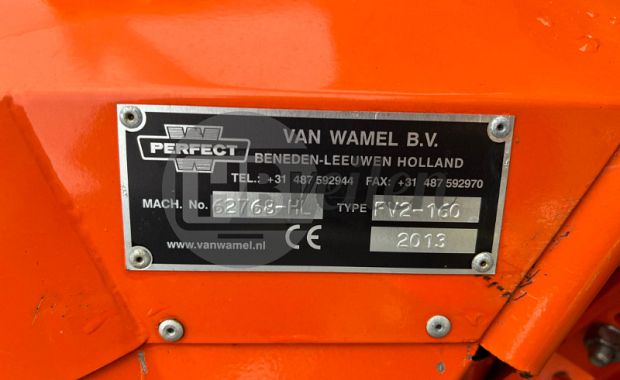 PERFECT
VAN WAMEL B.V.
BENEDEN-LEEUWEN HOLLAND
TEL.: +31 487 592944 FAX: +31 487 592970
MACH. No. 62768-HL TYPE PV2-160
2013
www.vanwamel.nl CE